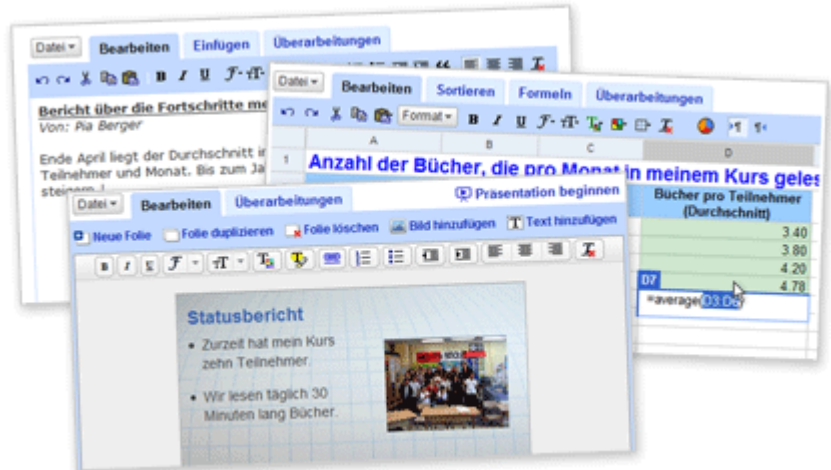 Datei Bearbeiten Einfügen Überarbeitungen
B I U
Bericht über die Fortschritte
Von: Pia Berger
Ende April liegt der Durchschnitt
Teilnehmer und Monat. Bis zum
steigern.
Datei Bearbeiten Sortieren Formeln Überarbeitungen
Format B I U
A B C D
1 Anzahl der Bücher, die pro Monat in meinem Kurs geles
Bücher pro Teilnehmer
(Durchschnitt)
3.40
3.80
4.20
4.78
D7
=average(D3:D6
Präsentation beginnen
Datei Bearbeiten Überarbeitungen
Neue Folie Folie duplizieren Folie löschen Bild hinzufügen Text hinzufügen
B I U
Statusbericht
• Zurzeit hat mein Kurs
zehn Teilnehmer.
• Wir lesen täglich 30
Minuten lang Bücher.